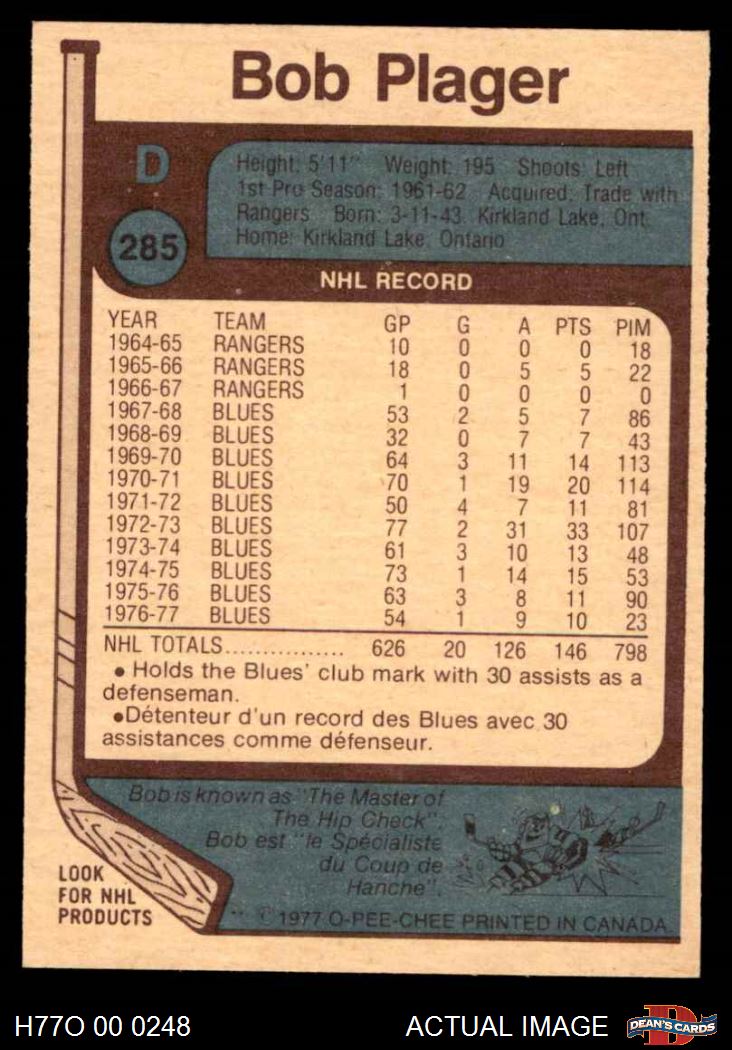 Bob Plager
D
Height: 5'11" Weight: 195 Shoots: Left
1st Pro Season: 1961-62 Acquired: Trade with
Rangers Born: 3-11-43, Kirkland Lake, Ont.
Home: Kirkland Lake, Ontario
285
NHL RECORD
YEAR TEAM GP G A PTS PIM
1964-65 RANGERS 10 0 0 0 18
1965-66 RANGERS 18 0 5 5 22
1966-67 RANGERS 1 0 0 0 0
1967-68 BLUES 53 2 5 7 86
1968-69 BLUES 32 0 7 7 43
1969-70 BLUES 64 3 11 14 113
1970-71 BLUES 70 1 19 20 114
1971-72 BLUES 50 4 7 11 81
1972-73 BLUES 77 2 31 33 107
1973-74 BLUES 61 3 10 13 48
1974-75 BLUES 73 1 14 15 53
1975-76 BLUES 63 3 8 11 90
1976-77 BLUES 54 1 9 10 23
NHL TOTALS................ 626 20 126 146 798
• Holds the Blues' club mark with 30 assists as a
defenseman.
•Détenteur d'un record des Blues avec 30
assistances comme défenseur.
Bob is known as "The Master of
The Hip Check".
Bob est "le Spécialiste
du Coup de
Hanche".
LOOK
FOR NHL
PRODUCTS
** © 1977 O-PEE-CHEE PRINTED IN CANADA
H77O 00 0248
ACTUAL IMAGE
D
DEAN'S CARDS